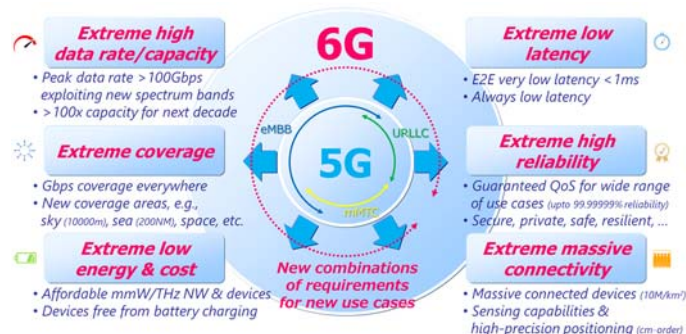 Extreme high
data rate/capacity
• Peak data rate >100Gbps
exploiting new spectrum bands
• >100x capacity for next decade
Extreme coverage
• Gbps coverage everywhere
• New coverage areas, e.g.,
sky (10000m), sea (200NM), space, etc.
Extreme low
energy & cost
• Affordable mmW/THz NW & devices
• Devices free from battery charging
6G
eMBB
URLLC
5G
mMTC
New combinations
of requirements
for new use cases
Extreme low
latency
• E2E very low latency <1ms
• Always low latency
Extreme high
reliability
• Guaranteed QoS for wide range
of use cases (upto 99.99999% reliability)
• Secure, private, safe, resilient, ...
Extreme massive
connectivity
• Massive connected devices (10M/km²)
• Sensing capabilities &
high-precision positioning (cm-order)